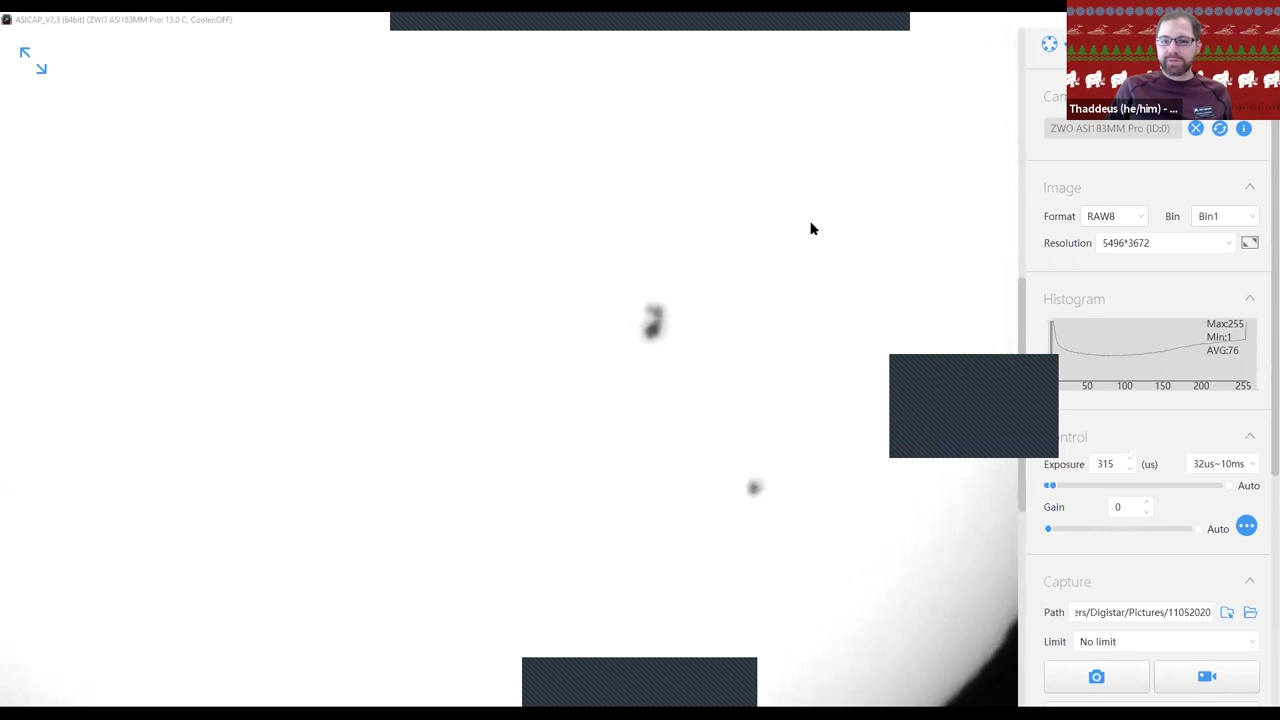 ASICAP_V2.3 (64bit) (ZWO ASI183MM Pro: 13.0 C, Cooler:OFF)
Thaddeus (he/him) - ...
ZWO ASI183MM Pro (ID:0)
Image
Format RAW8 Bin Bin1
Resolution 5496*3672
Histogram
Max:255
Min:1
AVG:76
50 100 150 200 255
ntrol
Exposure 315 (us) 32us~10ms
Auto
Gain 0
Auto
Capture
Path ers/Digistar/Pictures/11052020
Limit No limit